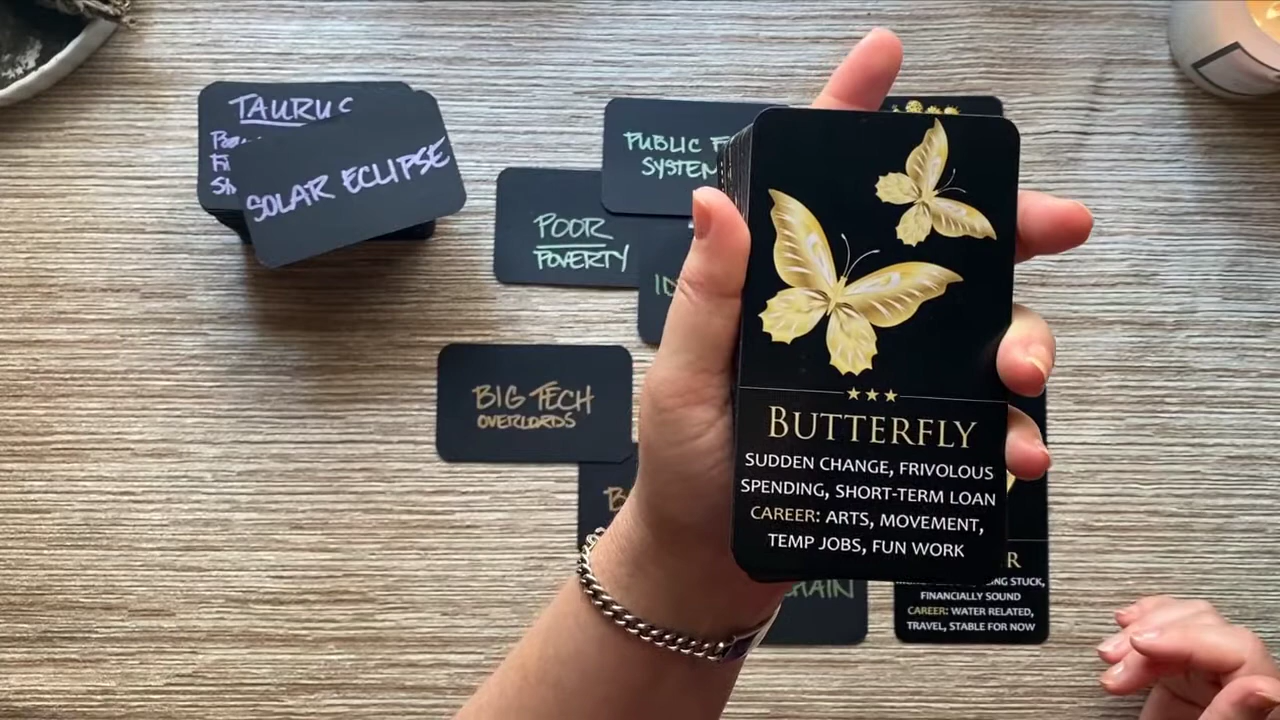 TAURUS
SOLAR ECLIPSE
PUBLIC
SYSTEM
POOR
POVERTY
BIG TECH
OVERLORDS
BUTTERFLY
SUDDEN CHANGE, FRIVOLOUS
SPENDING, SHORT-TERM LOAN
CAREER: ARTS, MOVEMENT,
TEMP JOBS, FUN WORK
STUCK,
FINANCIALLY SOUND
CAREER: WATER RELATED,
TRAVEL, STABLE FOR NOW